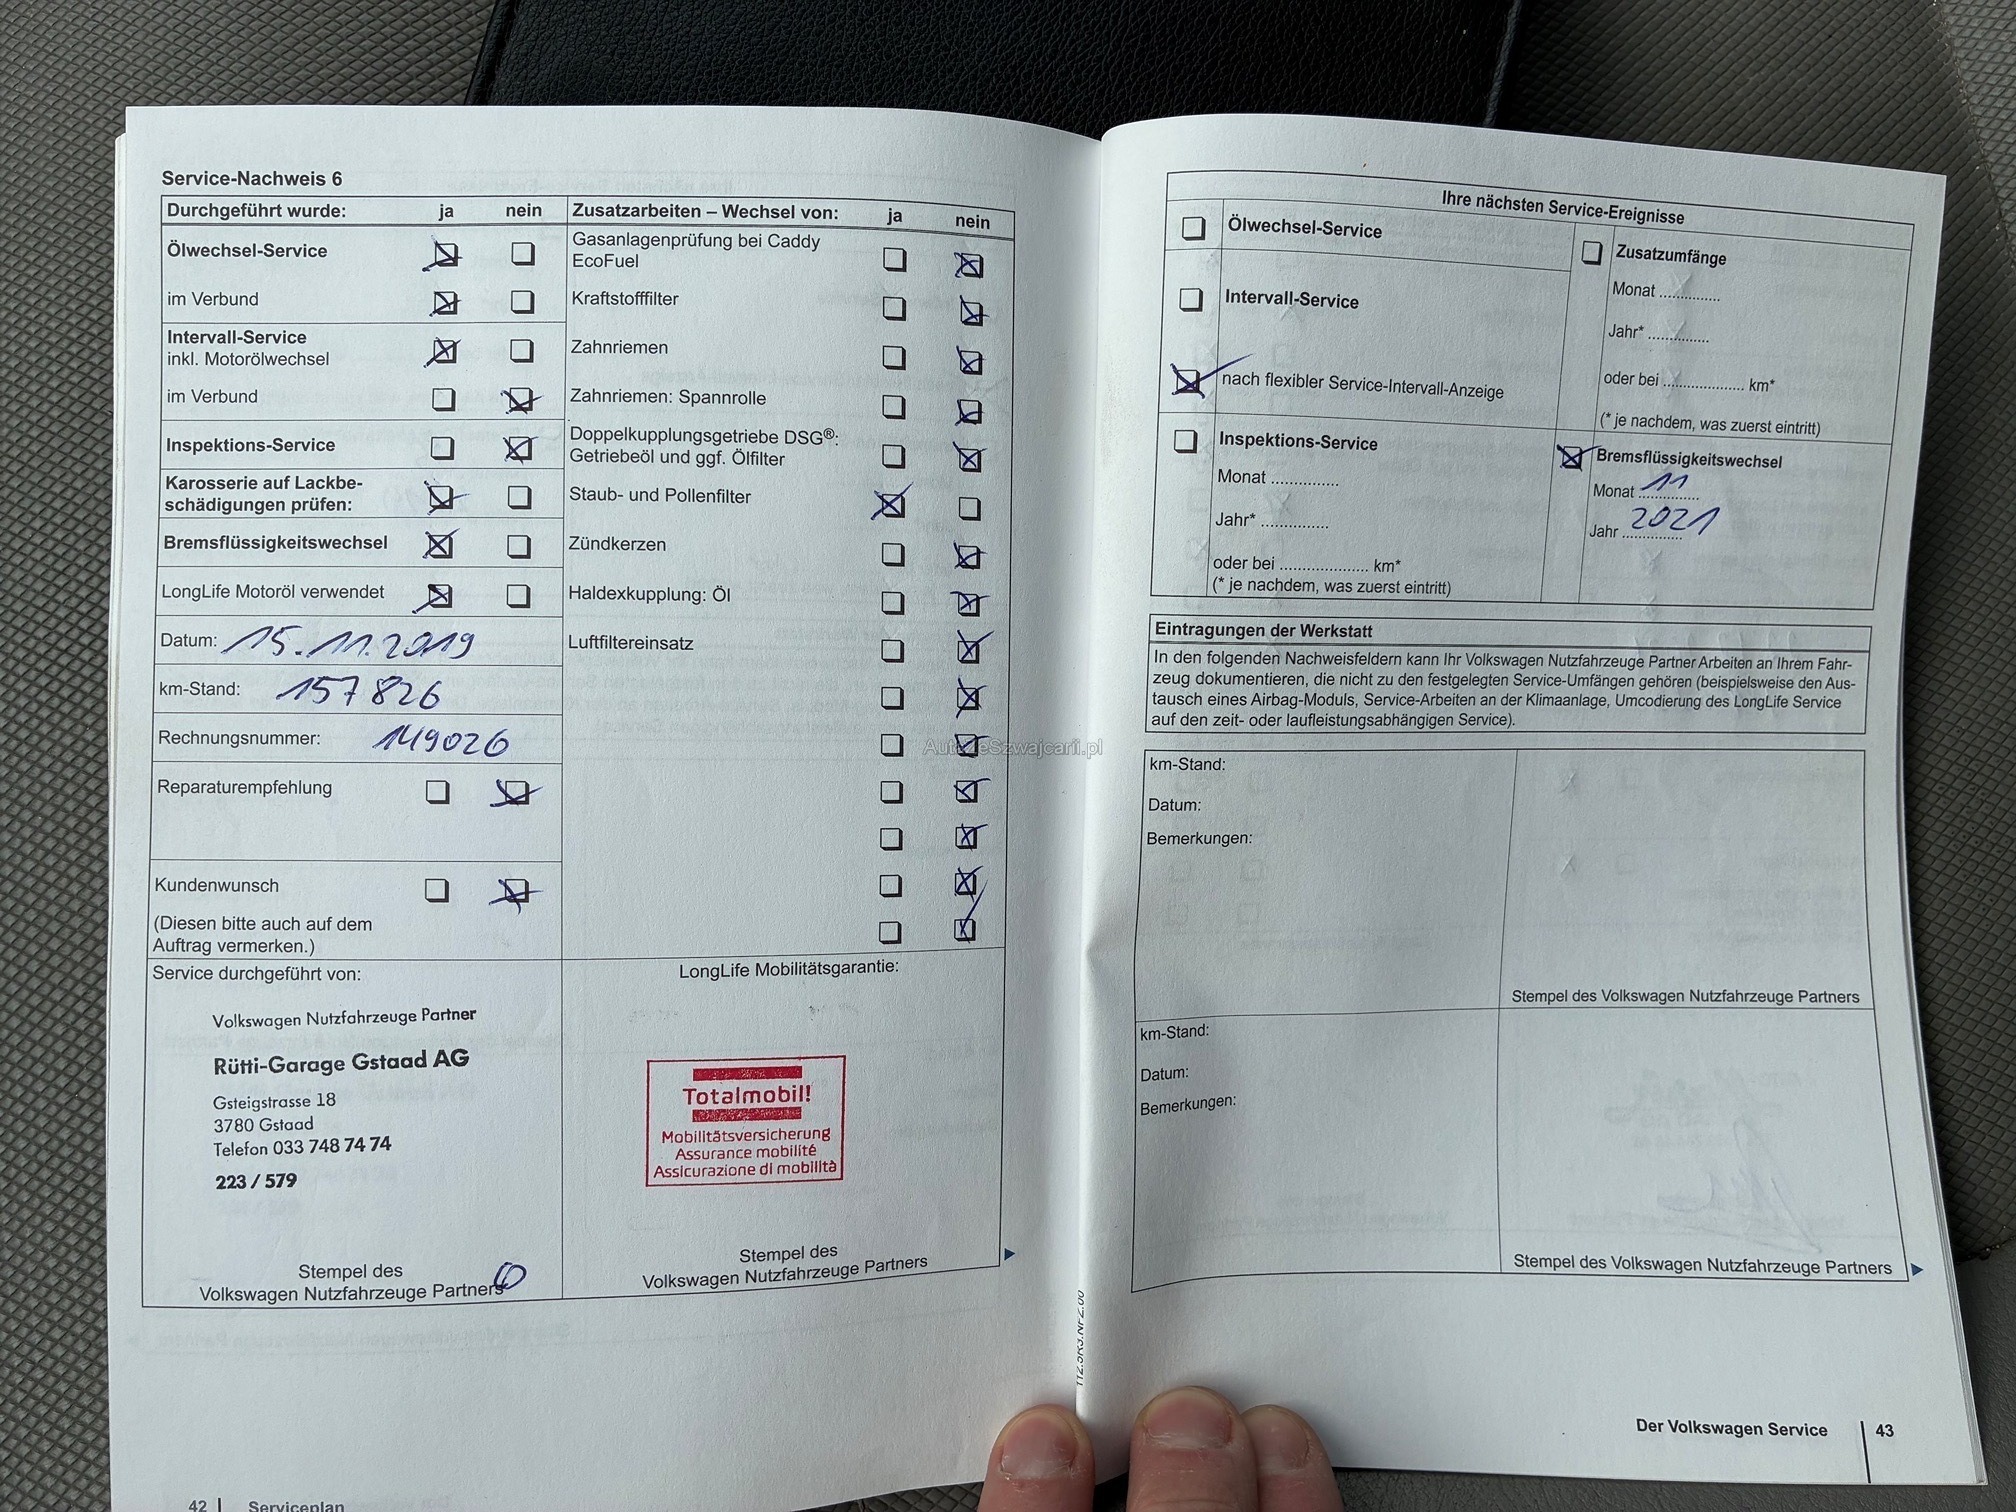 Service-Nachweis 6
Durchgeführt wurde: ja nein
Ölwechsel-Service
im Verbund
Intervall-Service
inkl. Motorölwechsel
im Verbund
Inspektions-Service
Karosserie auf Lackbe-
schädigungen prüfen:
Bremsflüssigkeitswechsel
LongLife Motoröl verwendet
Datum: 15.11.2019
km-Stand: 157826
Rechnungsnummer: 149026
Reparaturempfehlung
Kundenwunsch
(Diesen bitte auch auf dem
Auftrag vermerken.)
Zusatzarbeiten – Wechsel von: ja nein
Gasanlagenprüfung bei Caddy
EcoFuel
Kraftstofffilter
Zahnriemen
Zahnriemen: Spannrolle
Doppelkupplungsgetriebe DSG®:
Getriebeöl und ggf. Ölfilter
Staub- und Pollenfilter
Zündkerzen
Haldexkupplung: Öl
Luftfiltereinsatz
Service durchgeführt von:
Volkswagen Nutzfahrzeuge Partner
Rütti-Garage Gstaad AG
Gsteigstrasse 18
3780 Gstaad
Telefon 033 748 74 74
223 / 579
Stempel des
Volkswagen Nutzfahrzeuge Partners
LongLife Mobilitätsgarantie:
Totalmobil!
Mobilitätsversicherung
Assurance mobilité
Assicurazione di mobilità
Stempel des
Volkswagen Nutzfahrzeuge Partners
42 | Serviceplan
AutozeSzwajcarii.pl
Ihre nächsten Service-Ereignisse
Ölwechsel-Service
Intervall-Service
nach flexibler Service-Intervall-Anzeige
Inspektions-Service
Monat ...............
Jahr* ...............
oder bei .................... km*
(* je nachdem, was zuerst eintritt)
Zusatzumfänge
Monat ..............
Jahr* ..............
oder bei .................. km*
(* je nachdem, was zuerst eintritt)
Bremsflüssigkeitswechsel
Monat 11
Jahr 2021
Eintragungen der Werkstatt
In den folgenden Nachweisfeldern kann Ihr Volkswagen Nutzfahrzeuge Partner Arbeiten an Ihrem Fahr-
zeug dokumentieren, die nicht zu den festgelegten Service-Umfängen gehören (beispielsweise den Aus-
tausch eines Airbag-Moduls, Service-Arbeiten an der Klimaanlage, Umcodierung des LongLife Service
auf den zeit- oder laufleistungsabhängigen Service).
km-Stand:
Datum:
Bemerkungen:
Stempel des Volkswagen Nutzfahrzeuge Partners
km-Stand:
Datum:
Bemerkungen:
Stempel des Volkswagen Nutzfahrzeuge Partners
Der Volkswagen Service | 43